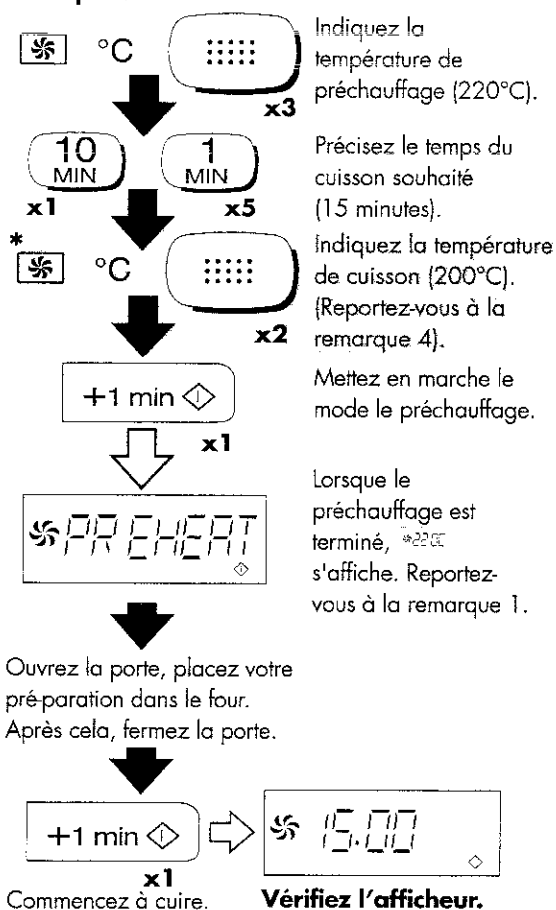 °C
x3
Indiquez la
température de
préchauffage (220°C).
10
MIN
x1
1
MIN
x5
Précisez le temps du
cuisson souhaité
(15 minutes).
*
°C
x2
Indiquez la température
de cuisson (200°C).
(Reportez-vous à la
remarque 4).
+1 min
x1
Mettez en marche le
mode le préchauffage.
PREHEAT
Lorsque le
préchauffage est
terminé,
s'affiche. Reportez-
vous à la remarque 1.
Ouvrez la porte, placez votre
pré-paration dans le four.
Après cela, fermez la porte.
+1 min
x1
15.00
Commencez à cuire.
Vérifiez l'afficheur.